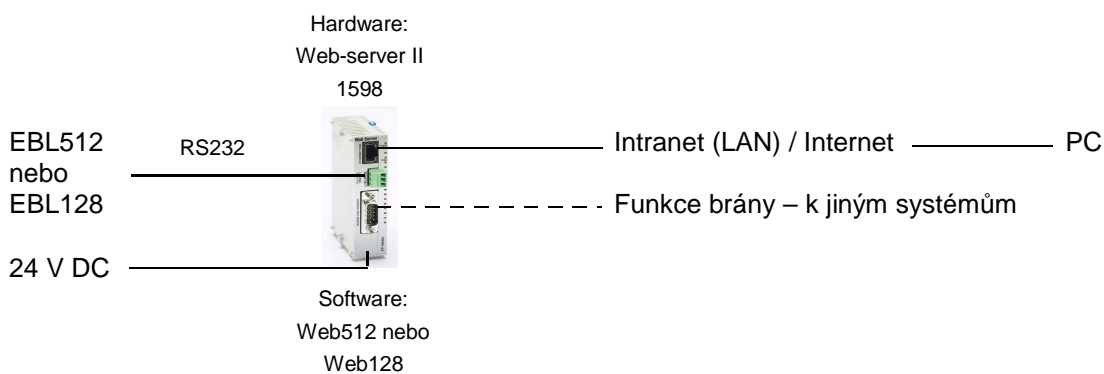 Hardware:
Web-server II
1598
EBL512
nebo
EBL128
RS232
Intranet (LAN) / Internet
PC
Funkce brány – k jiným systémům
24 V DC
Software:
Web512 nebo
Web128